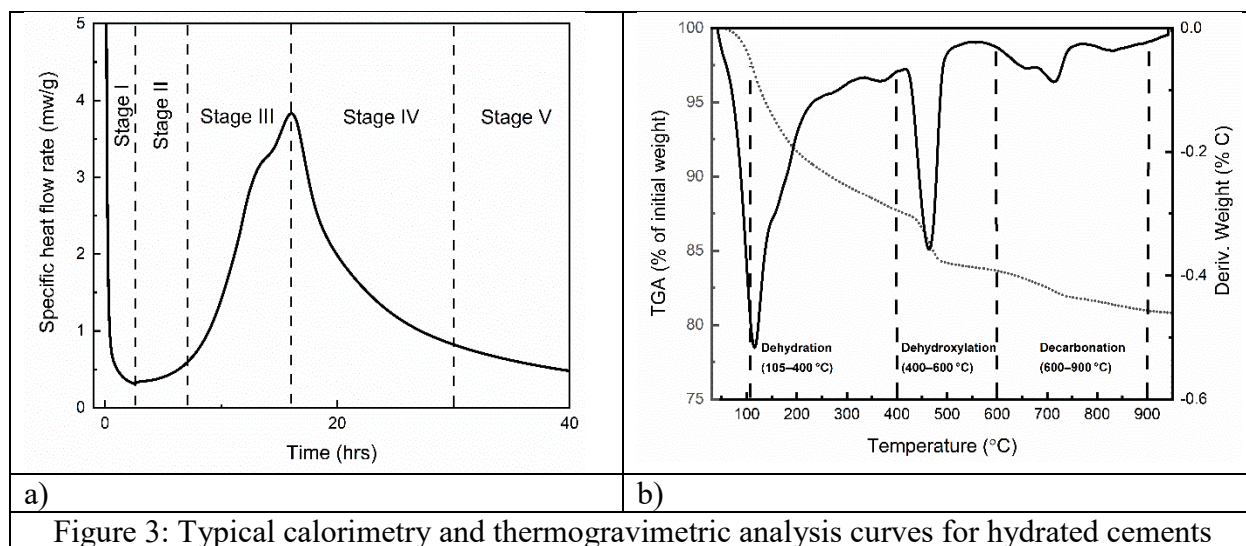 5
4
3
2
1
0
Specific heat flow rate (mw/g)
Stage I
Stage II
Stage III
Stage IV
Stage V
0
20
40
Time (hrs)
100
95
90
85
80
75
TGA (% of initial weight)
0.0
-0.2
-0.4
-0.6
Deriv. Weight (% C)
Dehydration
(105–400 °C)
Dehydroxylation
(400–600 °C)
Decarbonation
(600–900 °C)
100 200 300 400 500 600 700 800 900
Temperature (°C)
a)
b)
Figure 3: Typical calorimetry and thermogravimetric analysis curves for hydrated cements